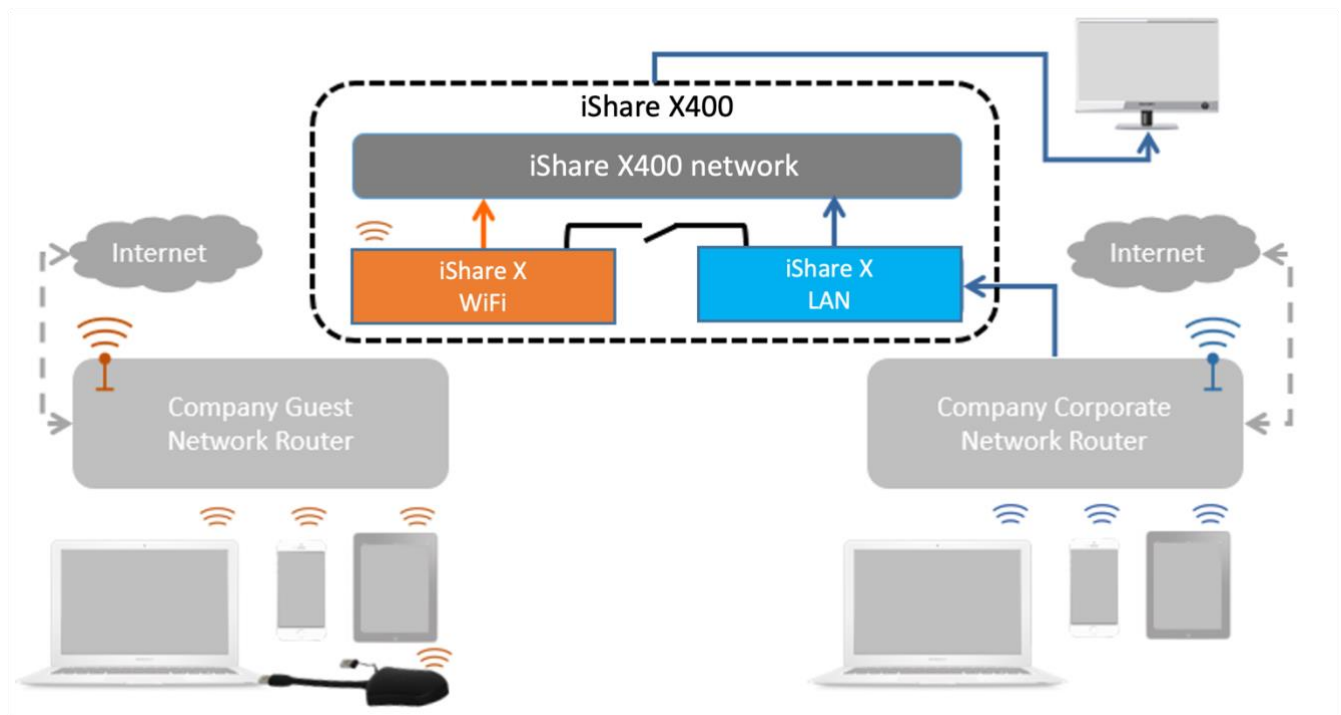 iShare X400
iShare X400 network
Internet
Internet
iShare X
WiFi
iShare X
LAN
Company Guest
Network Router
Company Corporate
Network Router